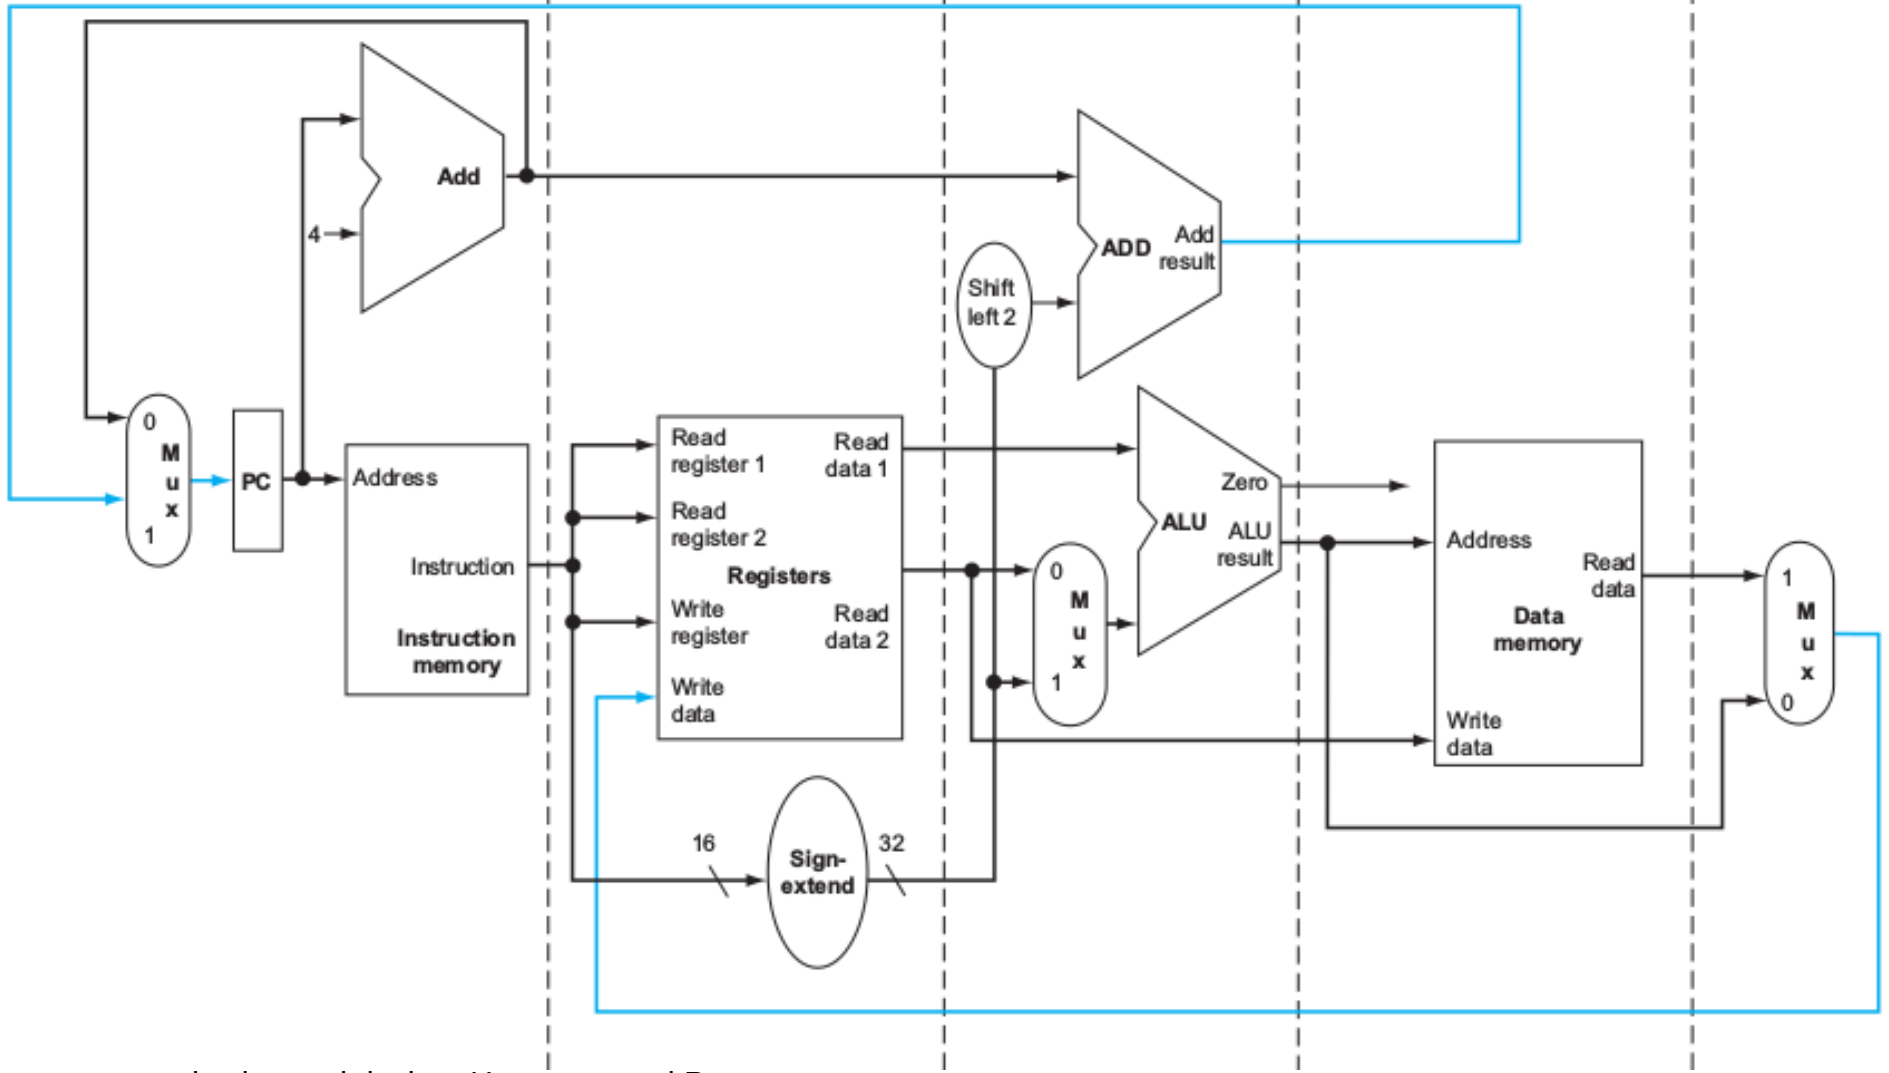 Add
4
ADD
Add
result
Shift
left 2
0
M
u
x
1
PC
Address
Instruction
Instruction
memory
Read
register 1
Read
data 1
Read
register 2
Registers
Write
register
Read
data 2
Write
data
0
M
u
x
1
Zero
ALU
ALU
result
Address
Read
data
Data
memory
Write
data
1
M
u
x
0
16
Sign-
extend
32